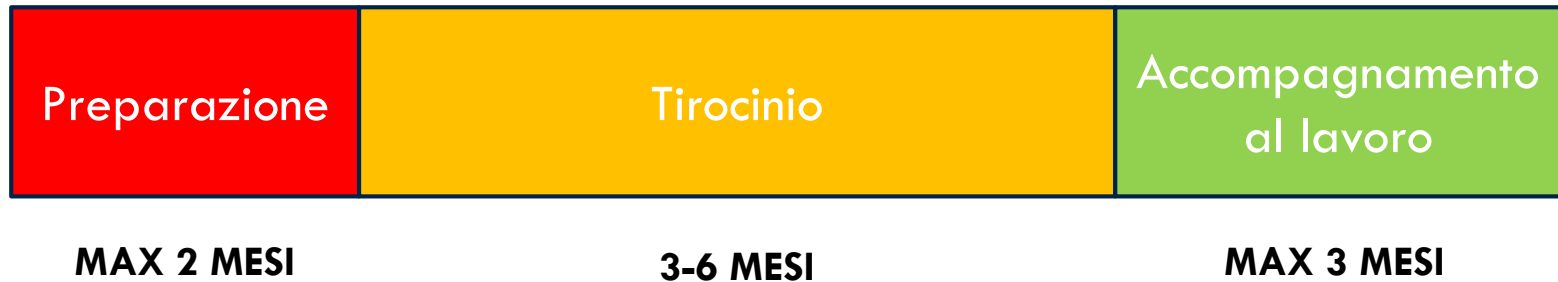 Preparazione
Tirocinio
Accompagnamento
al lavoro
MAX 2 MESI
3-6 MESI
MAX 3 MESI